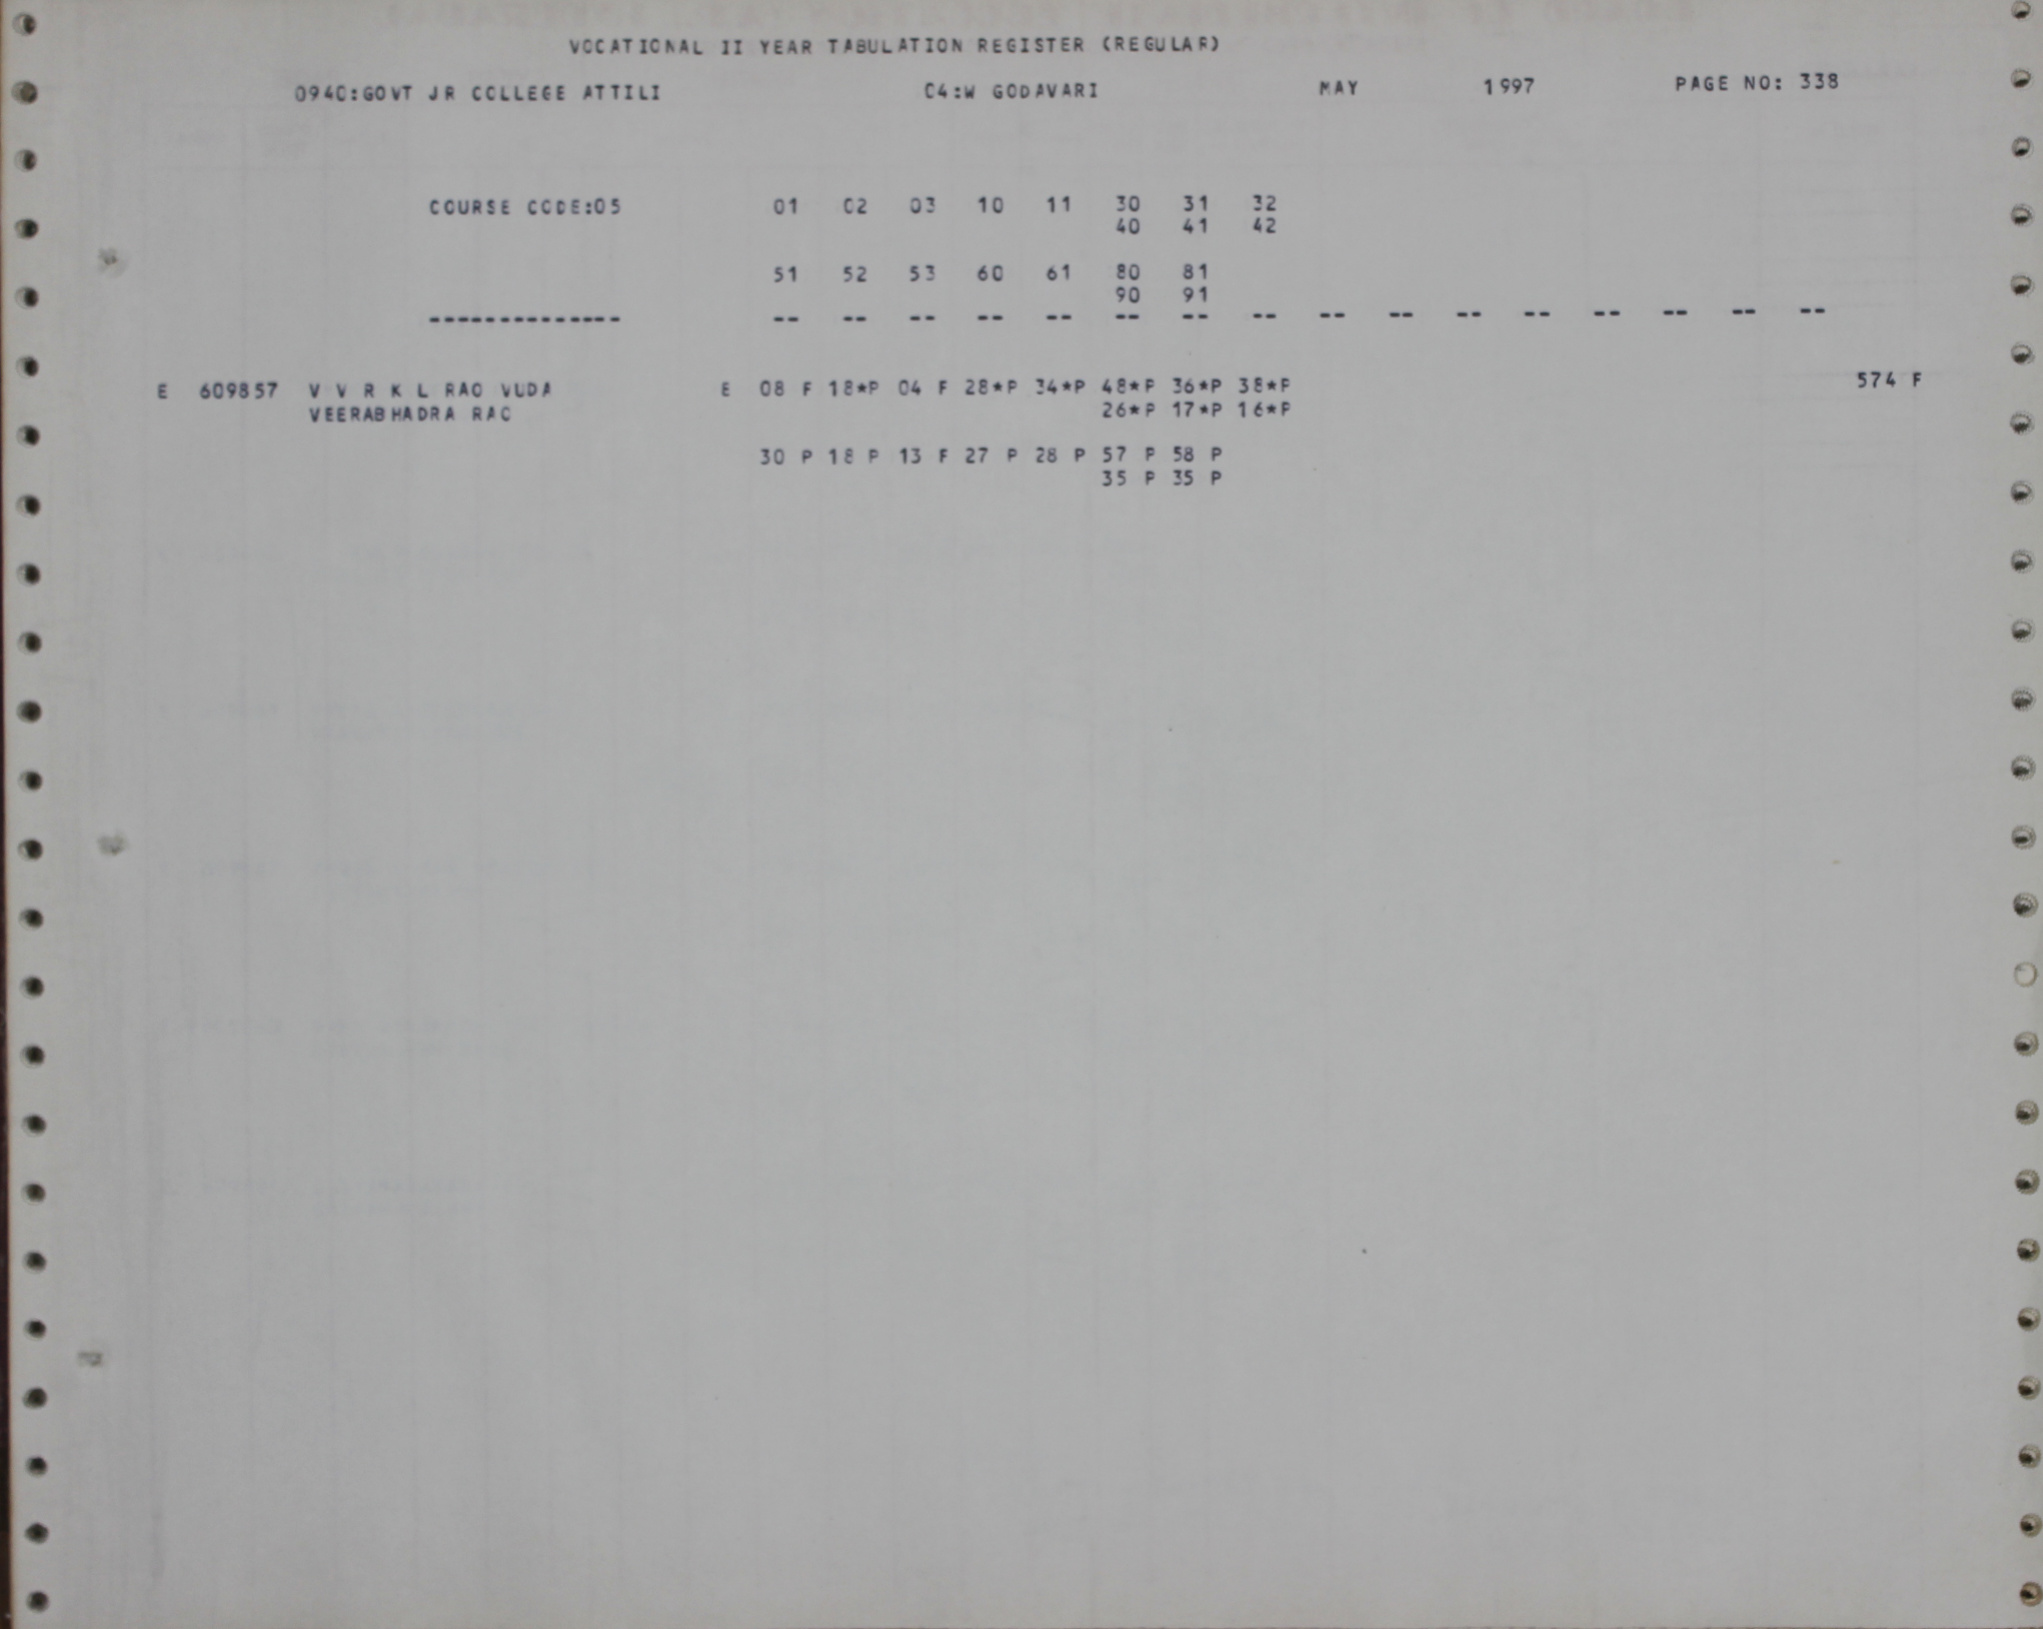 VOCATIONAL II YEAR TABULATION REGISTER (REGULAR)
0940:GOVT JR COLLEGE ATTILI 04:W GODAVARI MAY 1997 PAGE NO: 338
COURSE CODE:05 01 02 03 10 11 30 31 32
40 41 42
51 52 53 60 61 80 81
90 91
-------------- -- -- -- -- -- -- -- -- -- -- -- -- -- -- -- --
E 609857 V V R K L RAO VUDA E 08 F 18*P 04 F 28*P 34*P 48*P 36*P 38*P 574 F
VEERABHADRA RAO 26*P 17*P 16*P
30 P 18 P 13 F 27 P 28 P 57 P 58 P
35 P 35 P